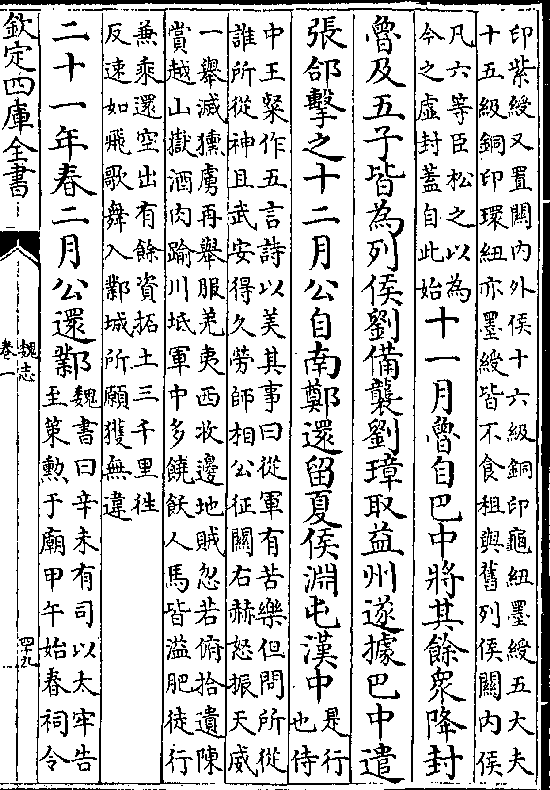 印紫綬又置關內外侯十六級銅印龜紐墨綬五大夫
十五級銅印環紐亦墨綬皆不食租與舊列侯關內侯
凡六等臣松之以為
今之虛封蓋自此始
十一月魯自巴中將其餘衆降封
魯及五子皆為列侯劉備襲劉璋取益州遂據巴中遣
張郃擊之十二月公自南鄭還留夏侯淵屯漢中
是行
也侍
中王粲作五言詩以美其事曰從軍有苦樂但問所從
誰所從神且武安得久勞師相公征關右赫怒振天威
一舉滅獯虜再舉服羌夷西收邊地賊忽若俯拾遺陳
賞越山嶽酒肉踰川坻軍中多饒飫人馬皆溢肥徒行
兼乘還空出有餘資拓土三千里徃
反速如飛歌舞入鄴城所願獲無違
二十一年春二月公還鄴
魏書曰辛未有司以太牢告
至策勲于廟甲午始春祠令
欽定四庫全書
魏志
卷一
四十九